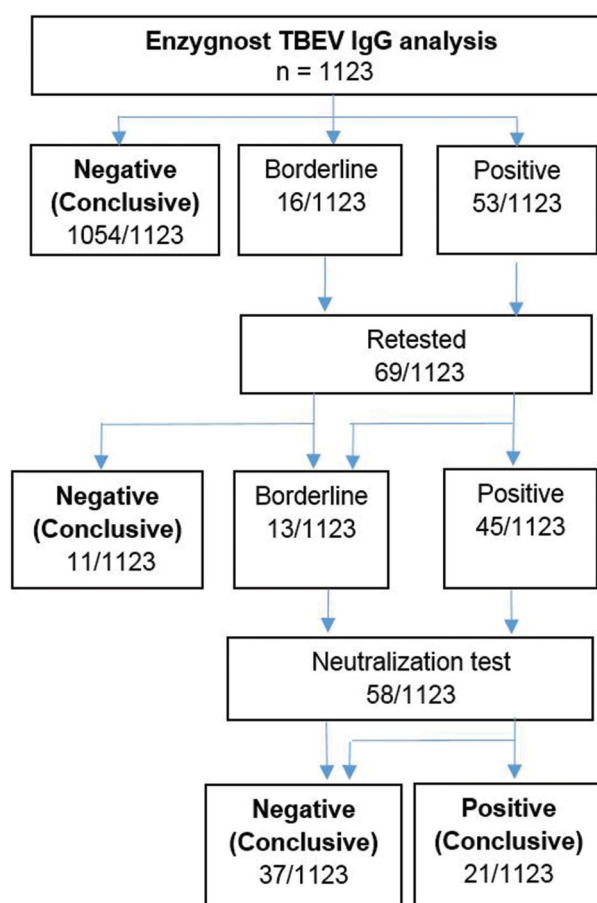 Enzygnost TBEV IgG analysis
n = 1123
Negative
(Conclusive)
1054/1123
Borderline
16/1123
Positive
53/1123
Retested
69/1123
Negative
(Conclusive)
11/1123
Borderline
13/1123
Positive
45/1123
Neutralization test
58/1123
Negative
(Conclusive)
37/1123
Positive
(Conclusive)
21/1123